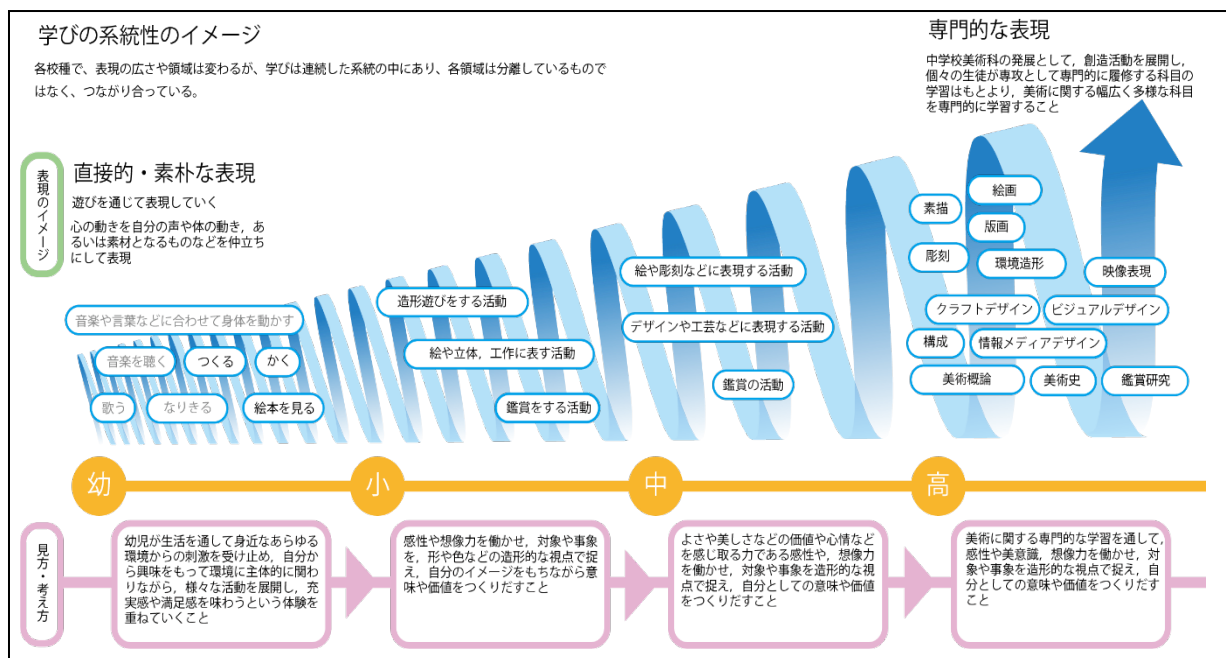 学びの系統性のイメージ
各校種で、表現の広さや領域は変わるが、学びは連続した系統の中にあり、各領域は分離しているもので
はなく、つながり合っている。
専門的な表現
中学校美術科の発展として，創造活動を展開し，
個々の生徒が専攻として専門的に履修する科目の
学習はもとより，美術に関する幅広く多様な科目
を専門的に学習すること
表現のイメージ
直接的・素朴な表現
遊びを通じて表現していく
心の動きを自分の声や体の動き，あ
るいは素材となるものなどを仲立ち
にして表現
音楽や言葉などに合わせて身体を動かす
音楽を聴く
つくる
かく
歌う
なりきる
絵本を見る
造形遊びをする活動
絵や立体，工作に表す活動
鑑賞をする活動
絵や彫刻などに表現する活動
デザインや工芸などに表現する活動
鑑賞の活動
絵画
素描
版画
彫刻
環境造形
映像表現
クラフトデザイン
ビジュアルデザイン
構成
情報メディアデザイン
美術概論
美術史
鑑賞研究
幼
小
中
高
見方・考え方
幼児が生活を通して身近なあらゆる
環境からの刺激を受け止め，自分か
ら興味をもって環境に主体的に関わ
りながら，様々な活動を展開し，充
実感や満足感を味わうという体験を
重ねていくこと
感性や想像力を働かせ，対象や事象
を，形や色などの造形的な視点で捉
え，自分のイメージをもちながら意
味や価値をつくりだすこと
よさや美しさなどの価値や心情など
を感じ取る力である感性や，想像力
を働かせ，対象や事象を造形的な視
点で捉え，自分としての意味や価値
をつくりだすこと
美術に関する専門的な学習を通して，
感性や美意識，想像力を働かせ，対
象や事象を造形的な視点で捉え，自
分としての意味や価値をつくりだす
こと